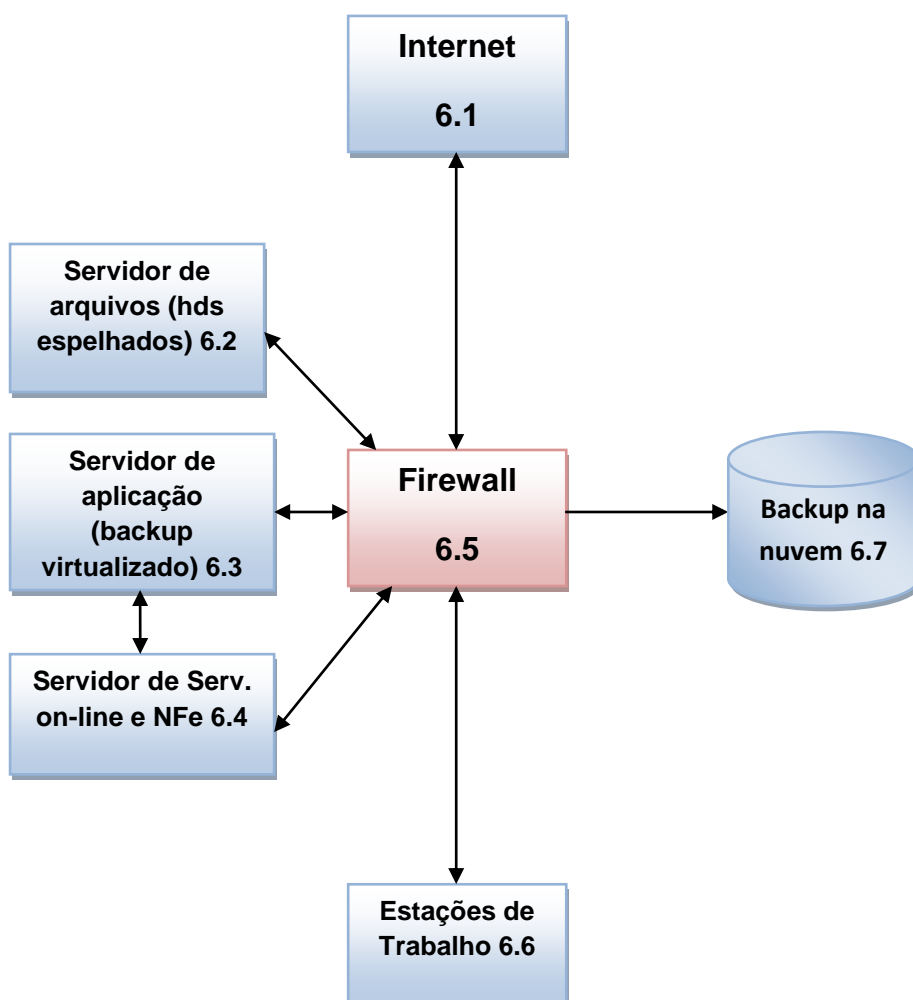 Internet
6.1
Servidor de
arquivos (hds
espelhados) 6.2
Servidor de
aplicação
(backup
virtualizado) 6.3
Firewall
6.5
Backup na
nuvem 6.7
Servidor de Serv.
on-line e NFe 6.4
Estações de
Trabalho 6.6